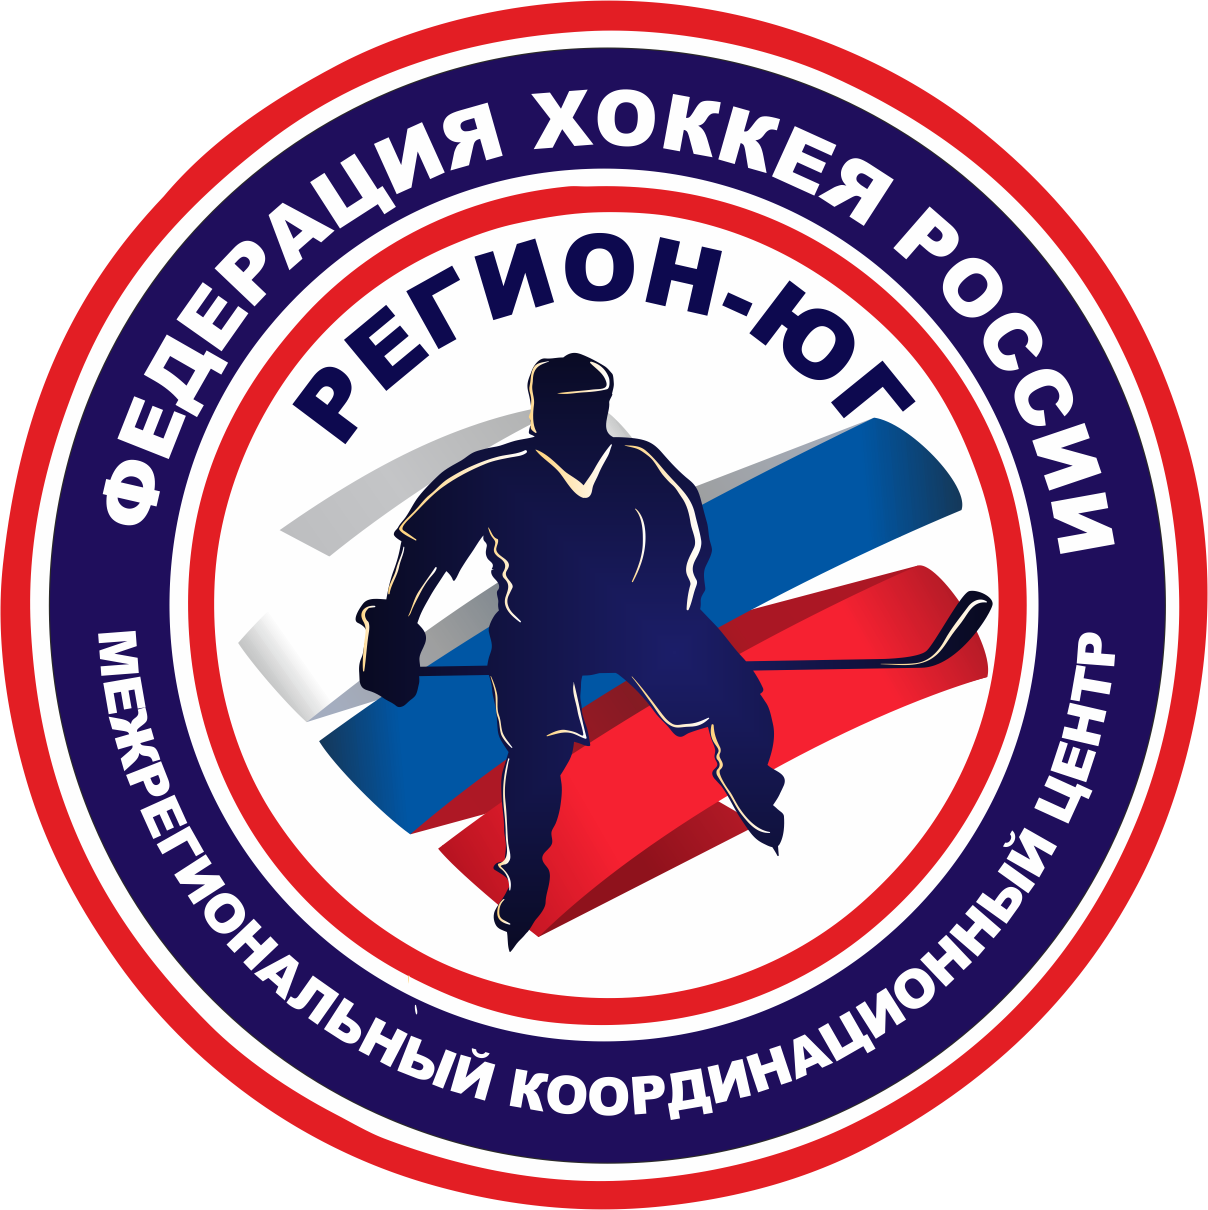 ФЕДЕРАЦИЯ ХОККЕЯ РОССИИ
РЕГИОН-ЮГ
МЕЖРЕГИОНАЛЬНЫЙ КООРДИНАЦИОННЫЙ ЦЕНТР